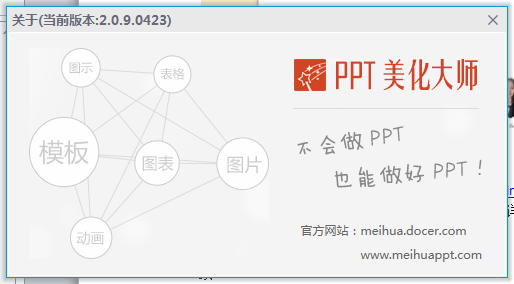 关于(当前版本:2.0.9.0423)
图示
表格
模板
图表
图片
动画
PPT 美化大师
不会做 PPT
也能做好 PPT！
官方网站：meihua.docer.com
www.meihuappt.com